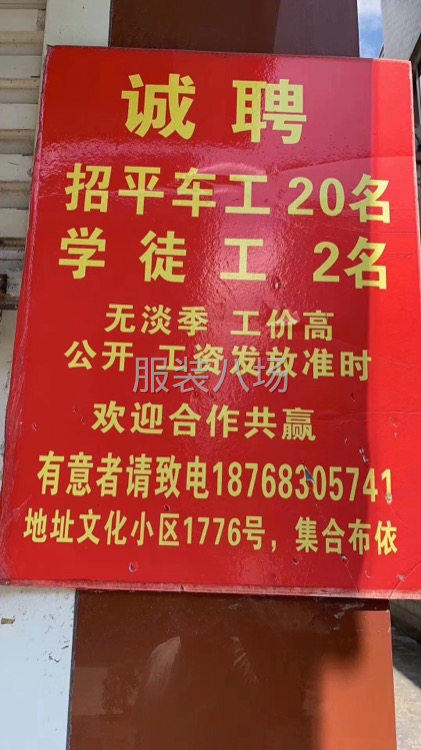 诚聘
招平车工20名
学徒工 2名
无淡季 工价高
公开 工资发放准时
服装人场
欢迎合作共赢
有意者请致电18768305741
地址文化小区1776号，集合布依